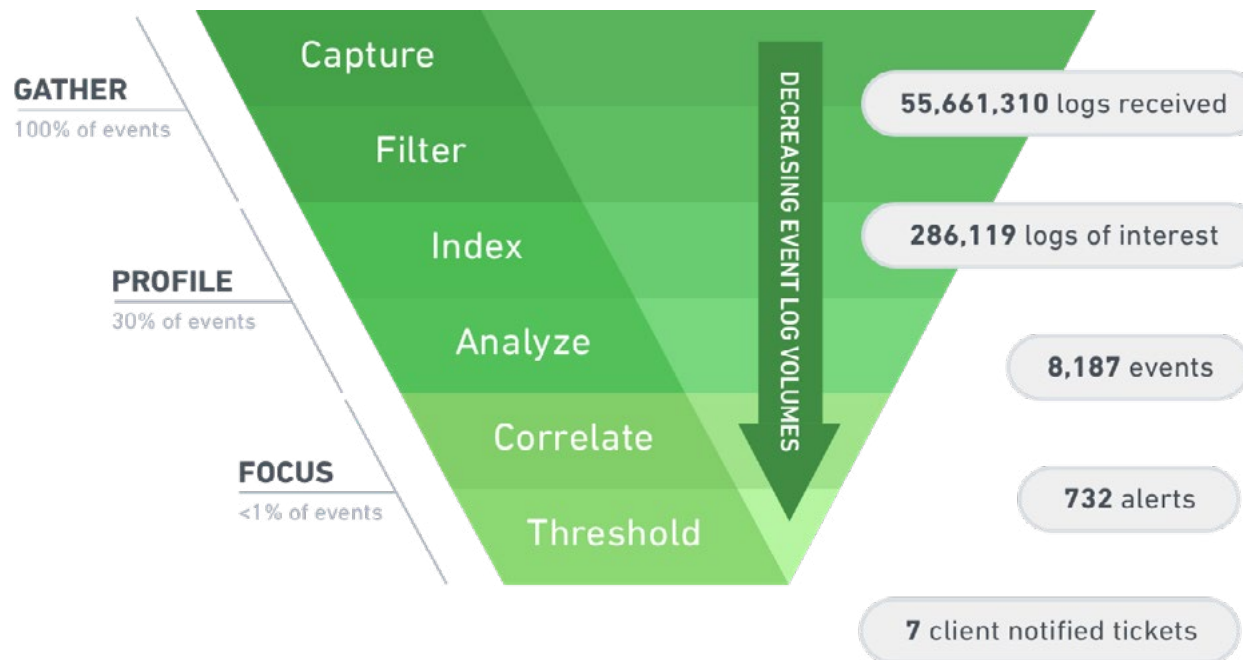 Capture
GATHER
100% of events
55,661,310 logs received
Filter
Index
286,119 logs of interest
PROFILE
30% of events
Analyze
8,187 events
DECREASING EVENT LOG VOLUMES
Correlate
FOCUS
<1% of events
732 alerts
Threshold
7 client notified tickets